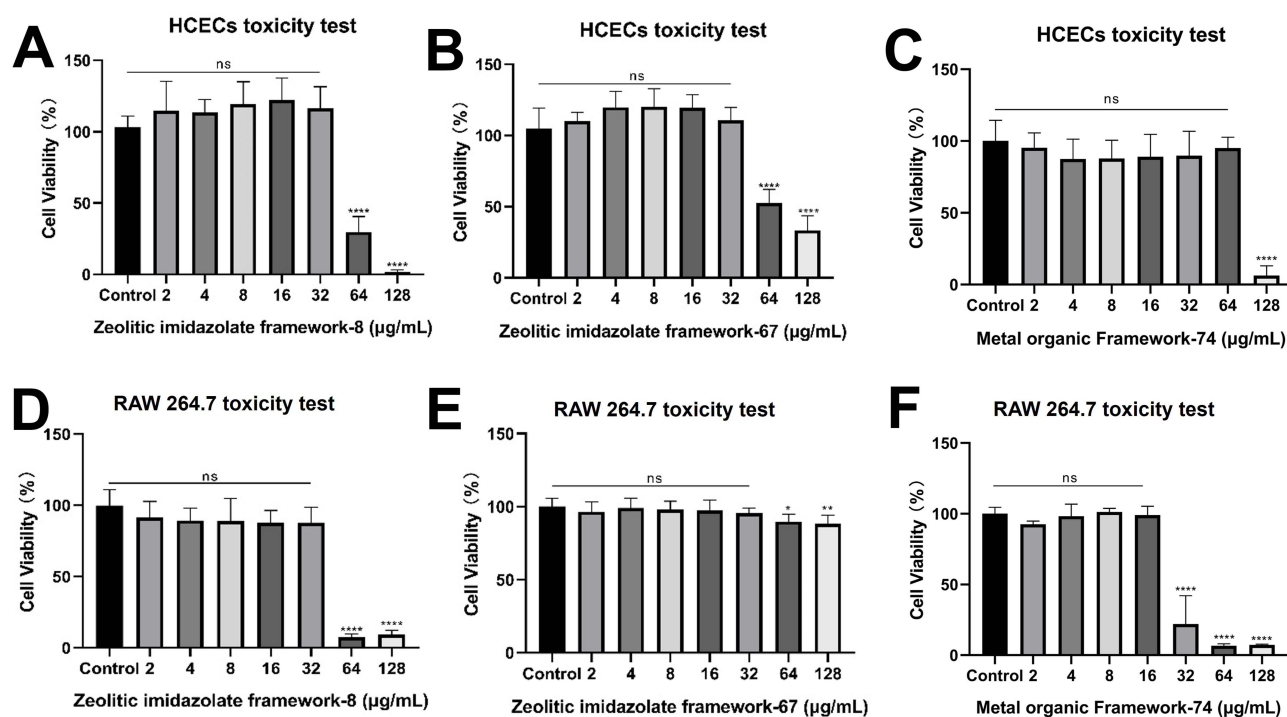 A
HCECs toxicity test
Cell Viability (%)
150
100
50
0
ns
****
****
Control 2 4 8 16 32 64 128
Zeolitic imidazolate framework-8 (μg/mL)
B
HCECs toxicity test
Cell Viability (%)
150
100
50
0
ns
****
****
Control 2 4 8 16 32 64 128
Zeolitic imidazolate framework-67 (μg/mL)
C
HCECs toxicity test
Cell Viability (%)
150
100
50
0
ns
****
Control 2 4 8 16 32 64 128
Metal organic Framework-74 (μg/mL)
D
RAW 264.7 toxicity test
Cell Viability (%)
150
100
50
0
ns
****
****
Control 2 4 8 16 32 64 128
Zeolitic imidazolate framework-8 (μg/mL)
E
RAW 264.7 toxicity test
Cell Viability (%)
150
100
50
0
ns
*
**
Control 2 4 8 16 32 64 128
Zeolitic imidazolate framework-67 (μg/mL)
F
RAW 264.7 toxicity test
Cell Viability (%)
150
100
50
0
ns
****
****
****
Control 2 4 8 16 32 64 128
Metal organic Framework-74 (μg/mL)